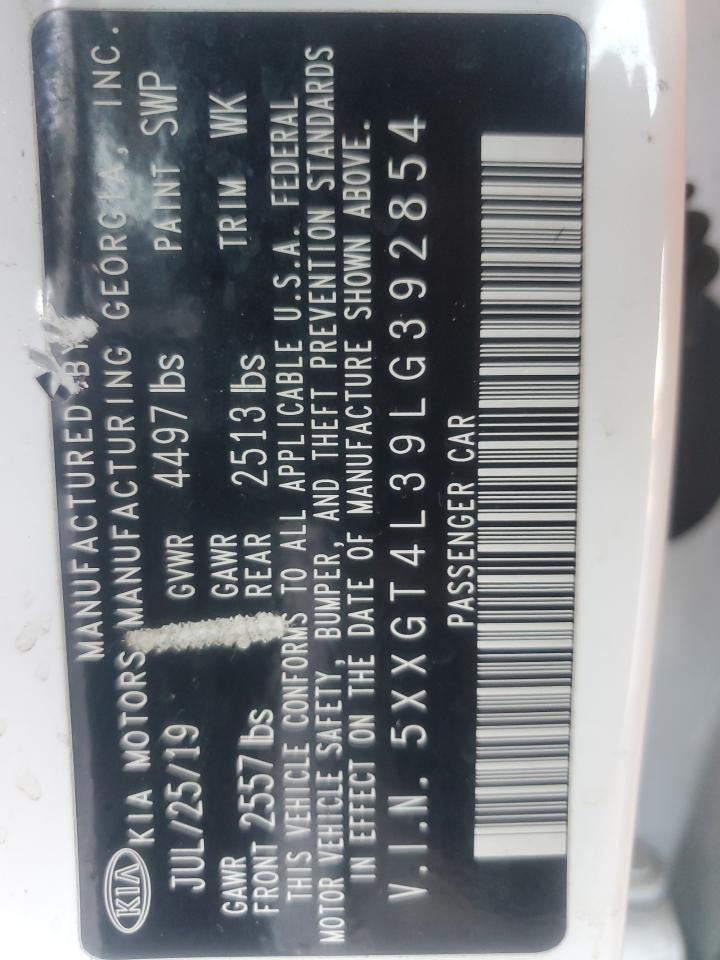 MANUFACTURED BY
KIA KIA MOTORS MANUFACTURING GEORGIA, INC.
JUL/25/19 GVWR 4497 lbs PAINT SWP
GAWR FRONT 2557 lbs GAWR REAR 2513 lbs TRIM WK
THIS VEHICLE CONFORMS TO ALL APPLICABLE U.S.A. FEDERAL
MOTOR VEHICLE SAFETY, BUMPER, AND THEFT PREVENTION STANDARDS
IN EFFECT ON THE DATE OF MANUFACTURE SHOWN ABOVE.
V.I.N. 5XXGT4L39LG392854
PASSENGER CAR